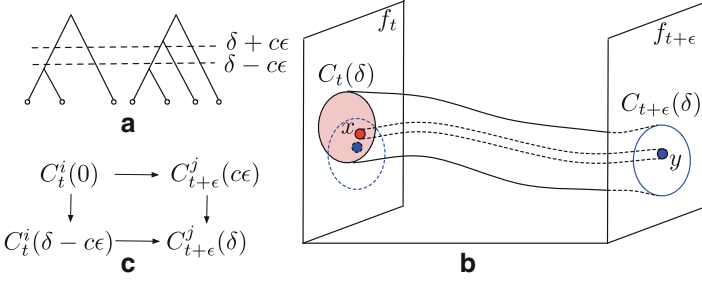 δ + cϵ
δ − cϵ
a
C_t^i(0) → C_{t+ϵ}^j(cϵ)
C_t^i(δ − cϵ) → C_{t+ϵ}^j(δ)
c
f_t
C_t(δ)
x
f_{t+ϵ}
C_{t+ϵ}(δ)
y
b